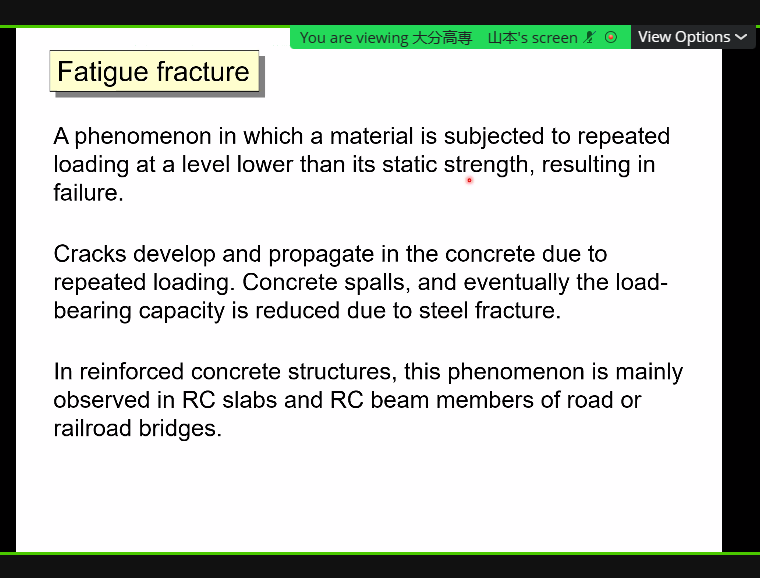 You are viewing 大分高専 山本's screen View Options
Fatigue fracture
A phenomenon in which a material is subjected to repeated
loading at a level lower than its static strength, resulting in
failure.
Cracks develop and propagate in the concrete due to
repeated loading. Concrete spalls, and eventually the load-
bearing capacity is reduced due to steel fracture.
In reinforced concrete structures, this phenomenon is mainly
observed in RC slabs and RC beam members of road or
railroad bridges.